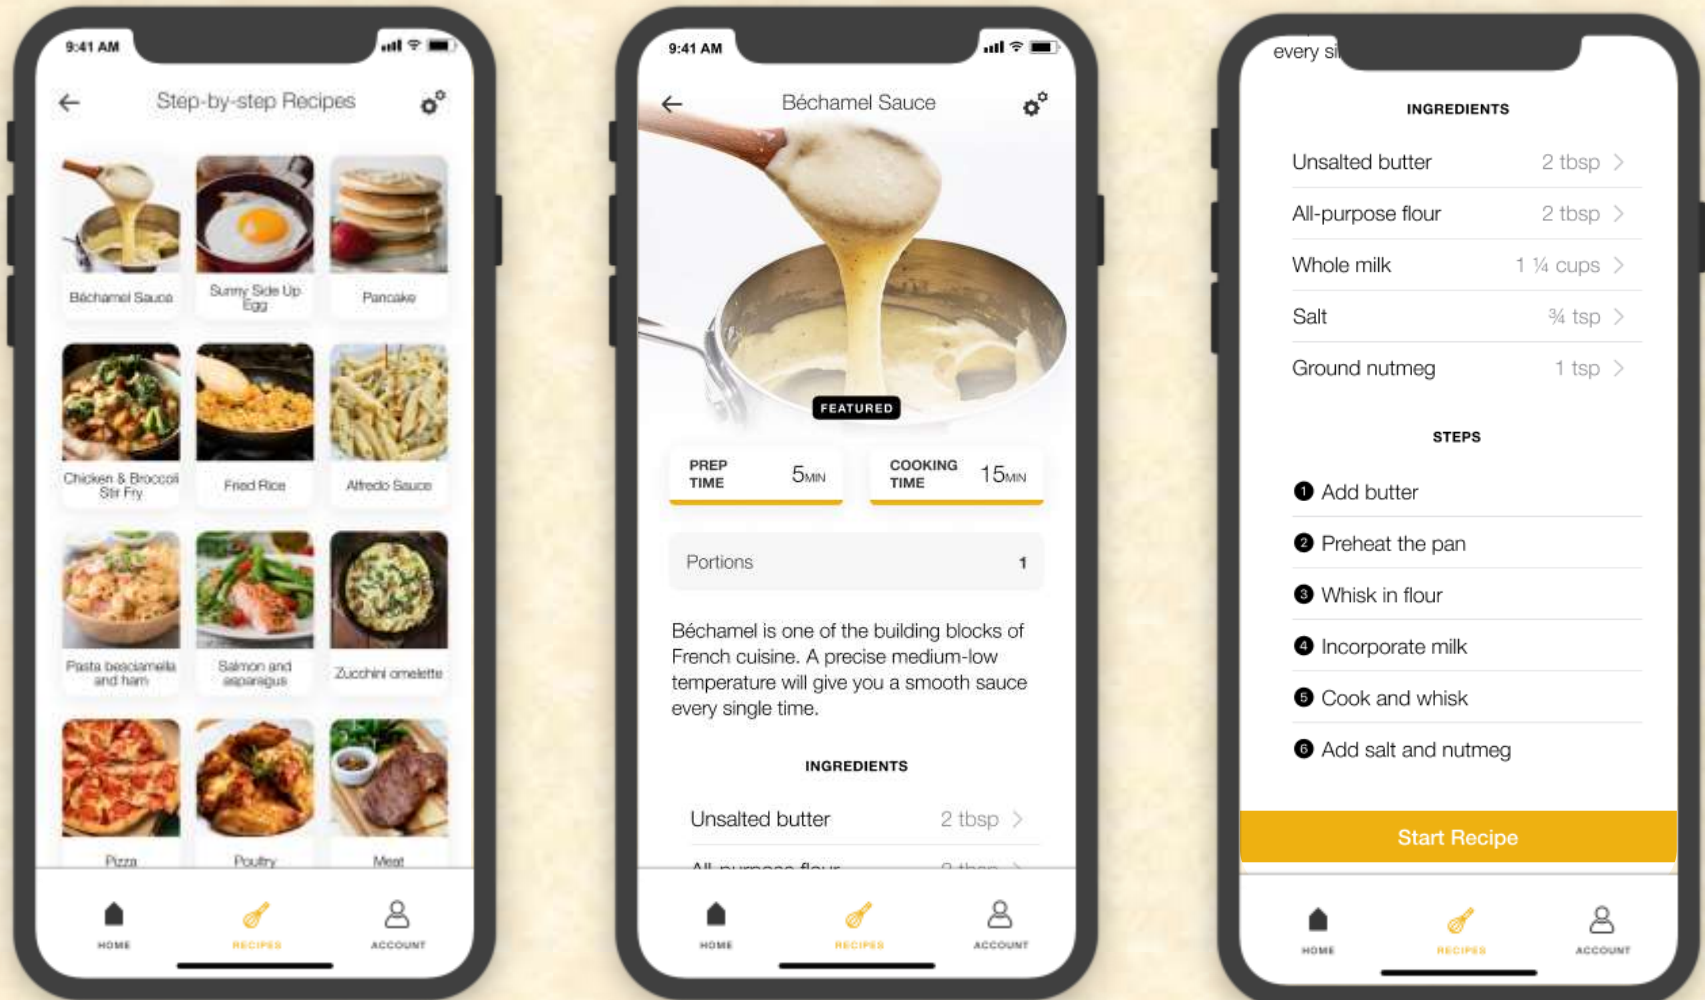 9:41 AM
Step-by-step Recipes
Béchamel Sauce
Sunny Side Up
Egg
Pancake
Chicken & Broccoli
Stir Fry
Fried Rice
Alfredo Sauce
Pasta besciamella
and ham
Salmon and
asparagus
Zucchini omelette
Pizza
Poultry
Meat
HOME
RECIPES
ACCOUNT
9:41 AM
Béchamel Sauce
FEATURED
PREP
TIME
5MIN
COOKING
TIME
15MIN
Portions 1
Béchamel is one of the building blocks of
French cuisine. A precise medium-low
temperature will give you a smooth sauce
every single time.
INGREDIENTS
Unsalted butter 2 tbsp >
All-purpose flour 2 tbsp >
HOME
RECIPES
ACCOUNT
every si
INGREDIENTS
Unsalted butter 2 tbsp >
All-purpose flour 2 tbsp >
Whole milk 1 ¼ cups >
Salt ¾ tsp >
Ground nutmeg 1 tsp >
STEPS
1 Add butter
2 Preheat the pan
3 Whisk in flour
4 Incorporate milk
5 Cook and whisk
6 Add salt and nutmeg
Start Recipe
HOME
RECIPES
ACCOUNT